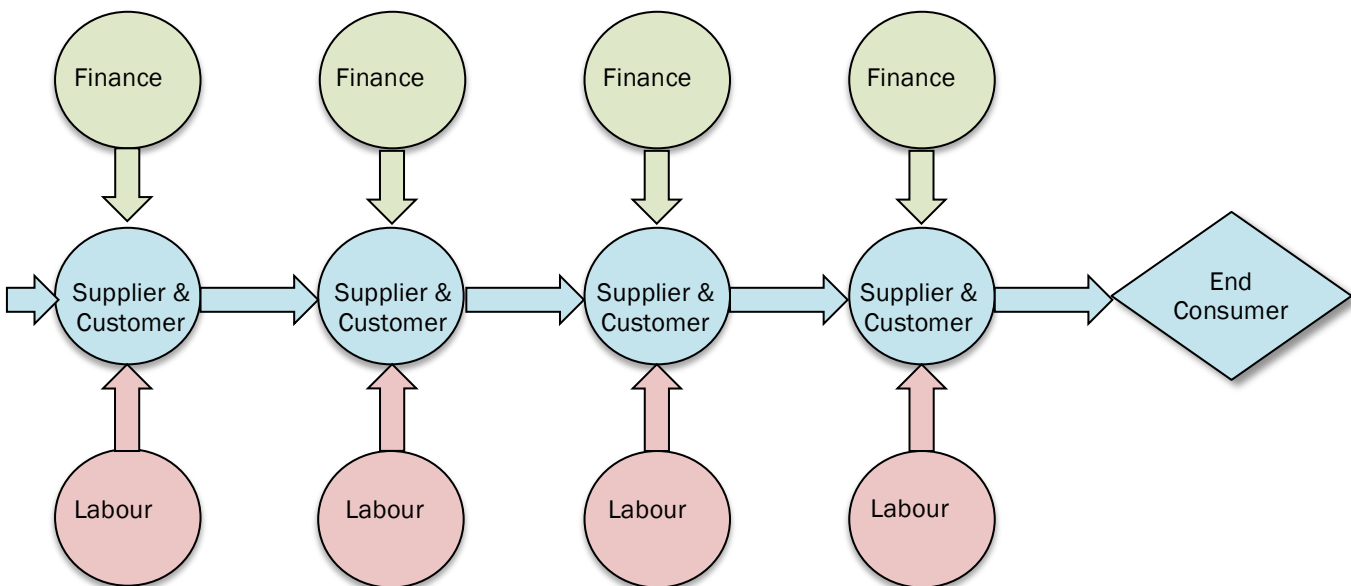 Finance
Finance
Finance
Finance
Supplier &
Customer
Supplier &
Customer
Supplier &
Customer
Supplier &
Customer
End
Consumer
Labour
Labour
Labour
Labour